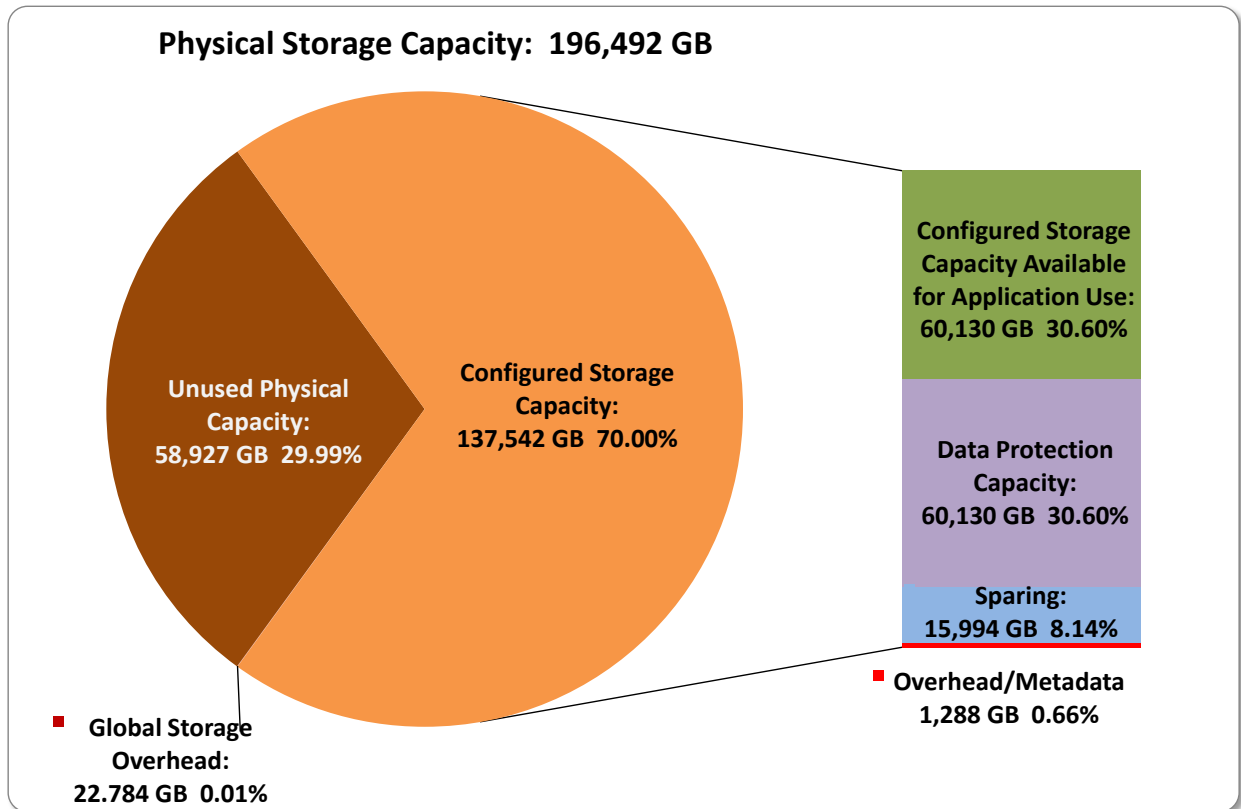 Physical Storage Capacity:  196,492 GB
Unused Physical
Capacity:
58,927 GB  29.99%
Configured Storage
Capacity:
137,542 GB  70.00%
Configured Storage
Capacity Available
for Application Use:
60,130 GB  30.60%
Data Protection
Capacity:
60,130 GB  30.60%
Sparing:
15,994 GB  8.14%
Overhead/Metadata
1,288 GB  0.66%
Global Storage
Overhead:
22.784 GB  0.01%